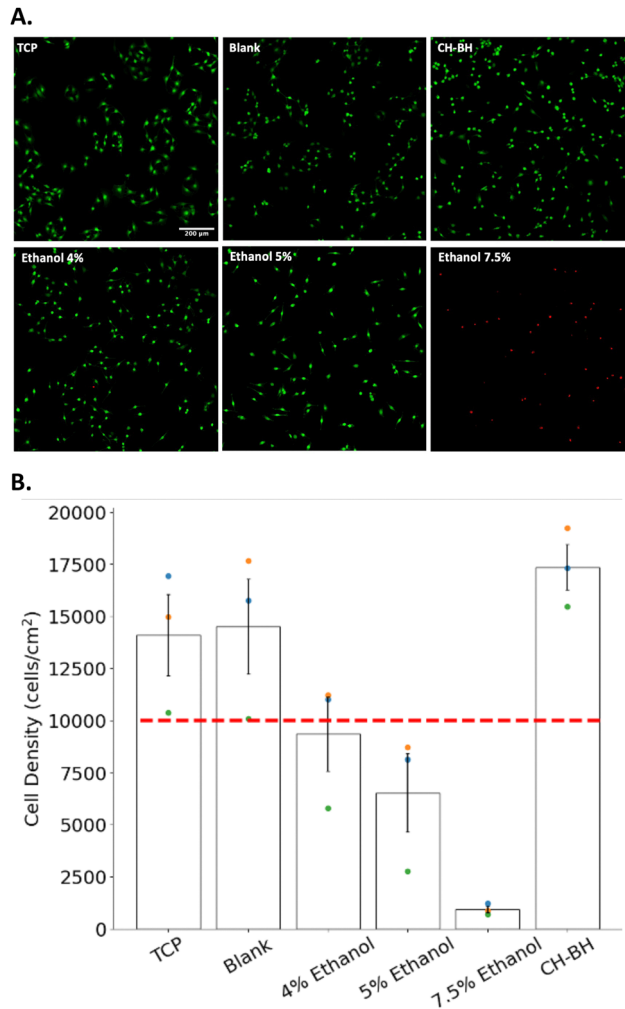 A.
TCP
Blank
CH-BH
200 µm
Ethanol 4%
Ethanol 5%
Ethanol 7.5%
B.
Cell Density (cells/cm²)
20000
17500
15000
12500
10000
7500
5000
2500
0
TCP
Blank
4% Ethanol
5% Ethanol
7.5% Ethanol
CH-BH